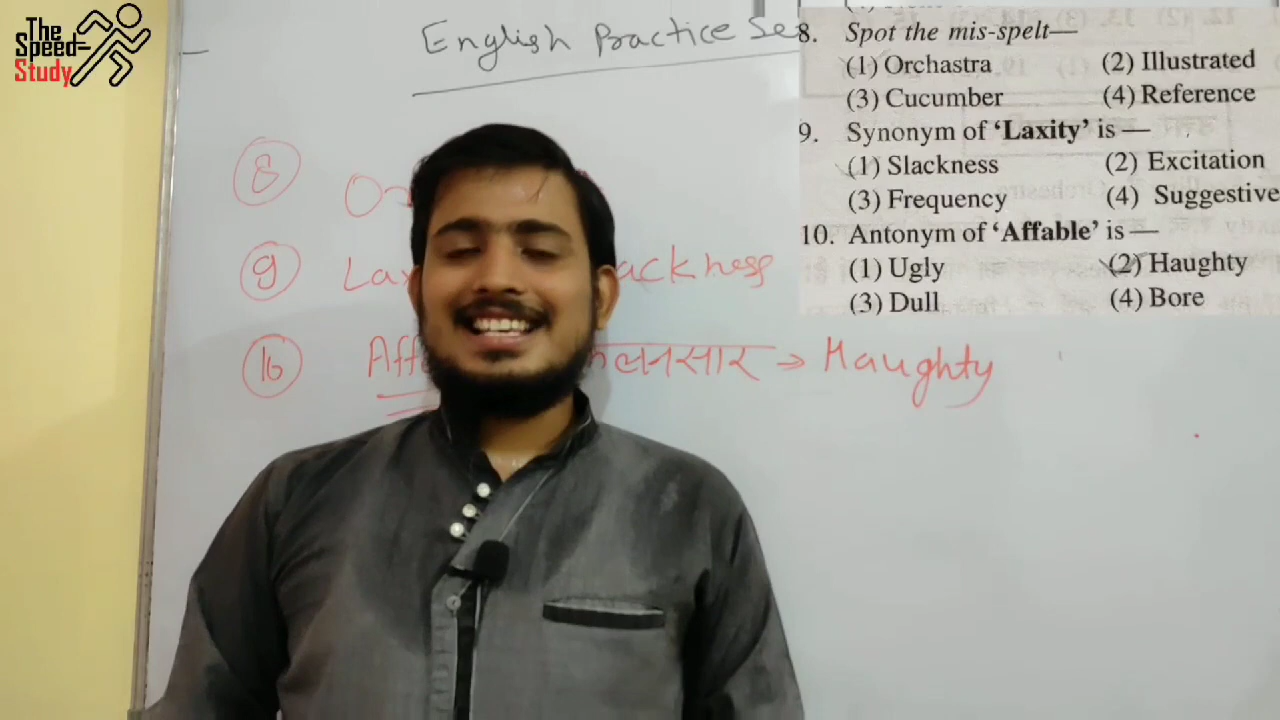 The
Speed-
Study
English Practice Se
8. Spot the mis-spelt—
(1) Orchastra (2) Illustrated
(3) Cucumber (4) Reference
9. Synonym of ‘Laxity’ is —
(1) Slackness (2) Excitation
(3) Frequency (4) Suggestive
10. Antonym of ‘Affable’ is —
(1) Ugly (2) Haughty
(3) Dull (4) Bore
8
9 Lax ackness
10 Aff लनसार → Haughty